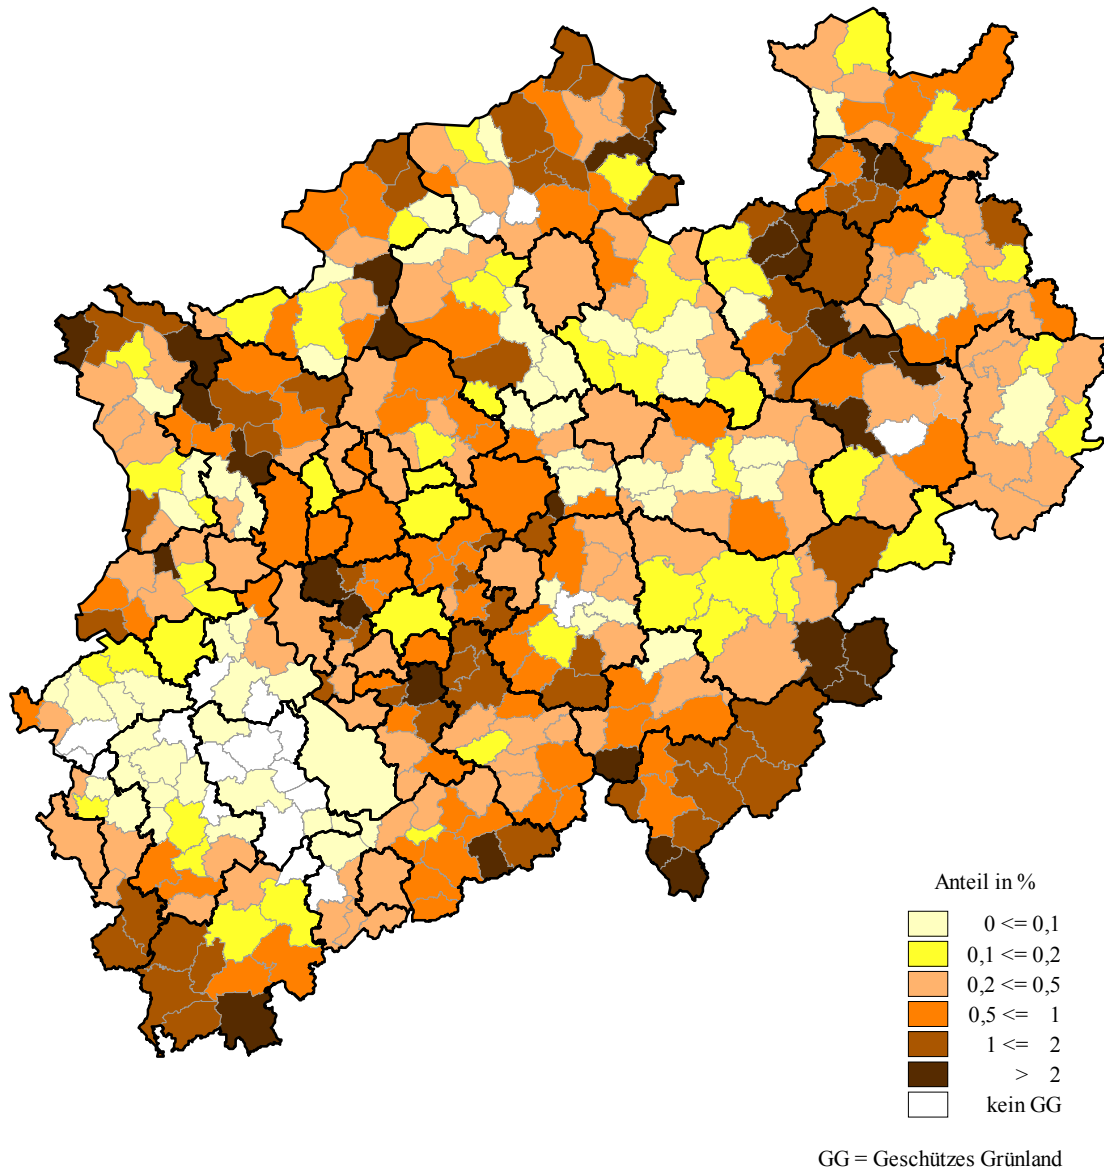 Anteil in %
0 <= 0,1
0,1 <= 0,2
0,2 <= 0,5
0,5 <= 1
1 <= 2
> 2
kein GG
GG = Geschützes Grünland